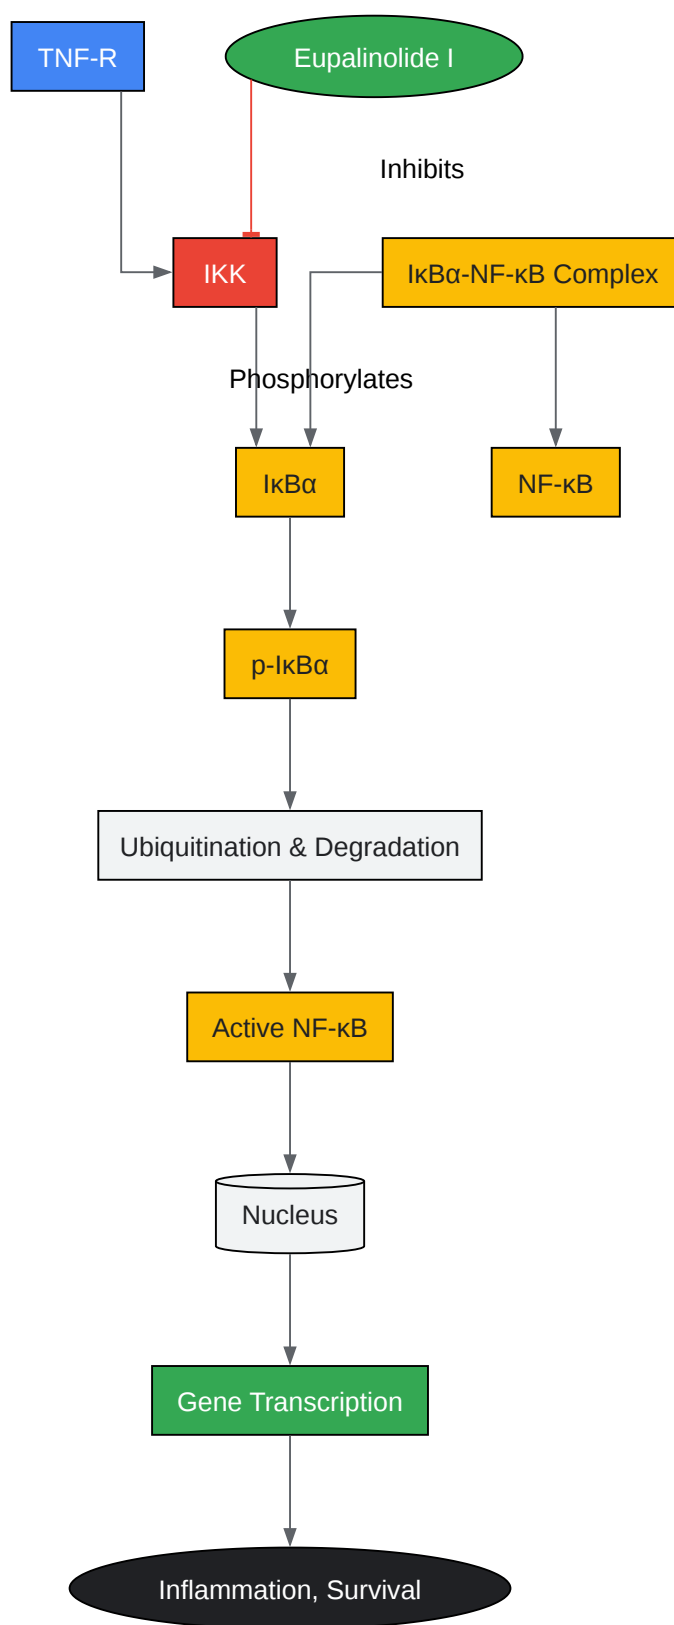 TNF-R
Eupalinolide I
Inhibits
IKK
IκBα-NF-κB Complex
Phosphorylates
IκBα
NF-κB
p-IκBα
Ubiquitination & Degradation
Active NF-κB
Nucleus
Gene Transcription
Inflammation, Survival